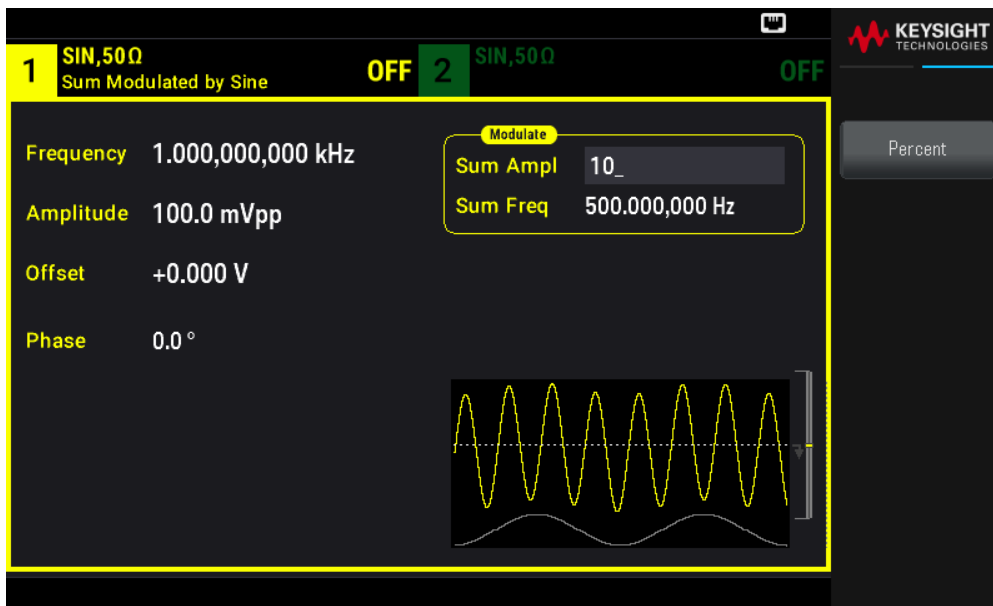 KEYSIGHT
TECHNOLOGIES
1 SIN,50Ω OFF 2 SIN,50Ω OFF
Sum Modulated by Sine
Frequency 1.000,000,000 kHz
Amplitude 100.0 mVpp
Offset +0.000 V
Phase 0.0 °
Modulate
Sum Ampl 10_
Sum Freq 500.000,000 Hz
Percent